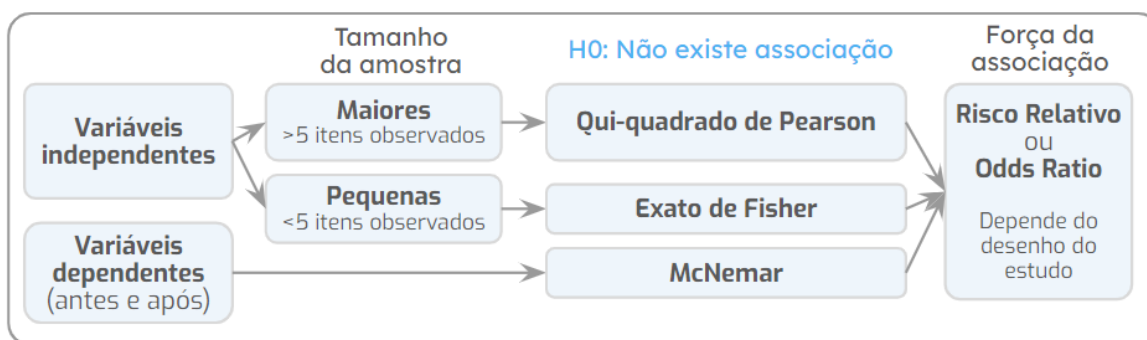 Tamanho
da amostra
H0: Não existe associação
Força da
associação
Variáveis
independentes
Maiores
>5 itens observados
Qui-quadrado de Pearson
Risco Relativo
ou
Odds Ratio
Depende do
desenho do
estudo
Pequenas
<5 itens observados
Exato de Fisher
Variáveis
dependentes
(antes e após)
McNemar